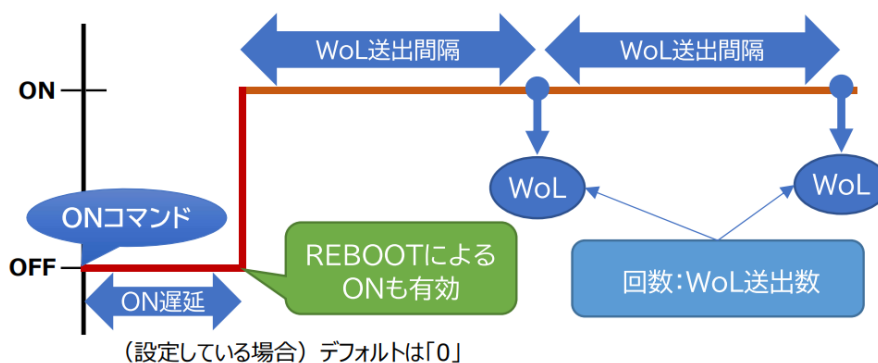 WoL送出間隔
WoL送出間隔
ON
WoL
WoL
ONコマンド
OFF
REBOOTによる
ONも有効
回数：WoL送出数
ON遅延
（設定している場合）デフォルトは「0」